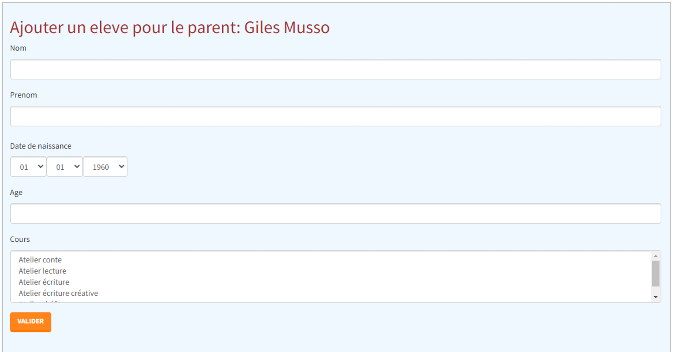 Ajouter un eleve pour le parent: Giles Musso
Nom
Prenom
Date de naissance
01 01 1960
Age
Cours
Atelier conte
Atelier lecture
Atelier écriture
Atelier écriture créative
VALIDER